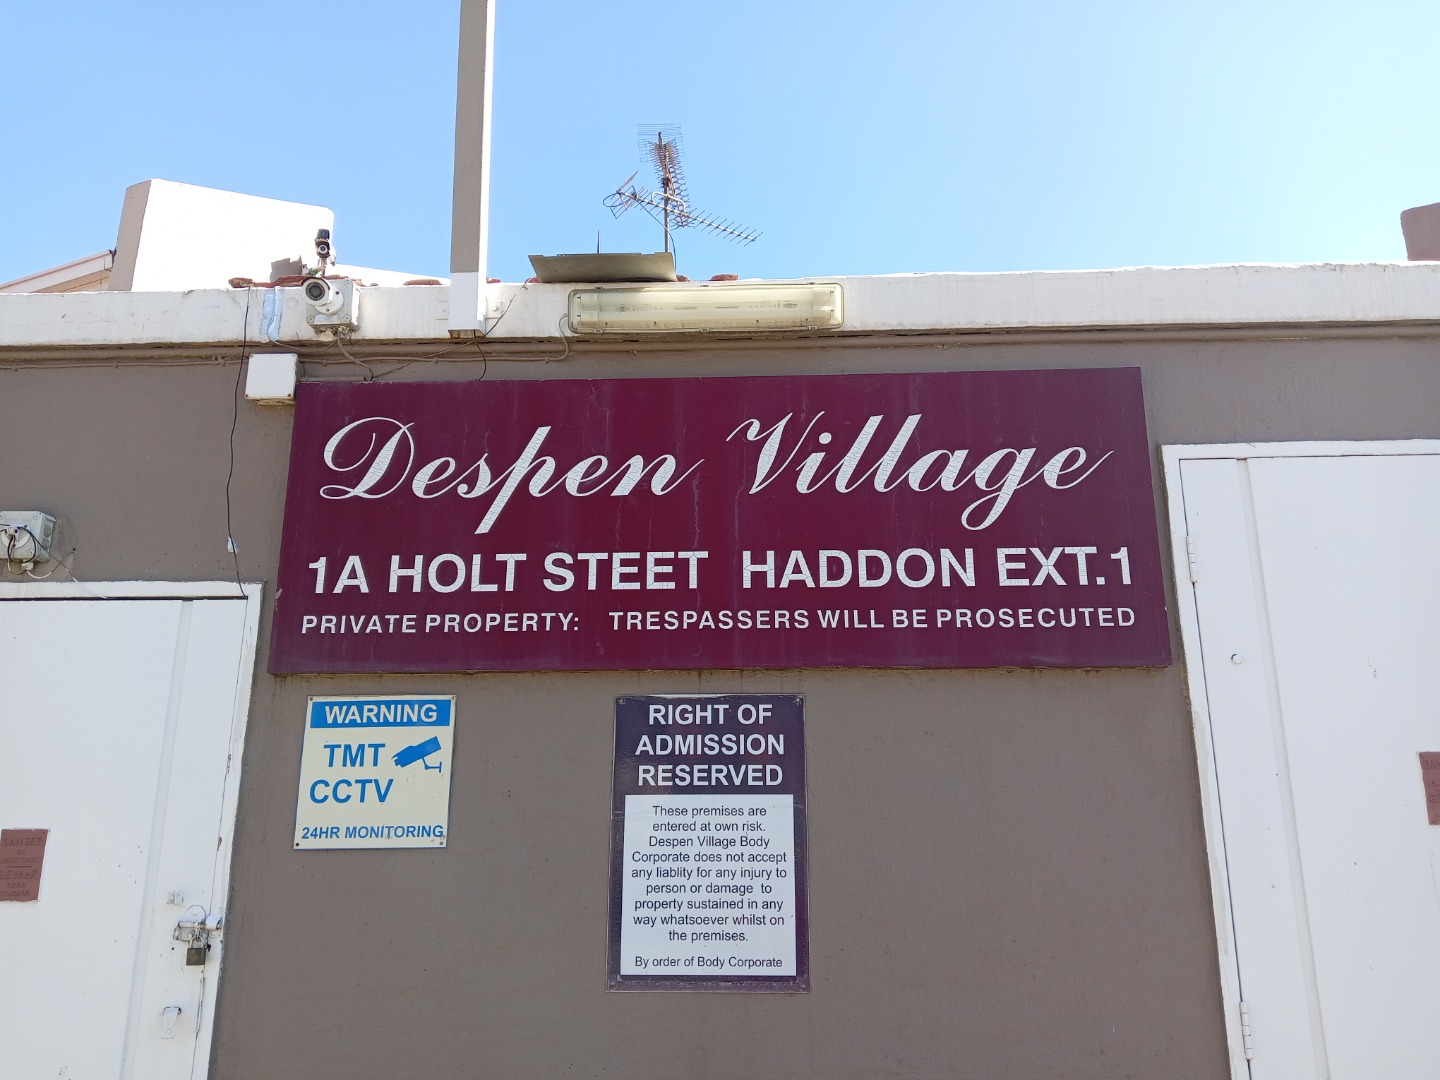 Despen Village
1A HOLT STEET HADDON EXT.1
PRIVATE PROPERTY: TRESPASSERS WILL BE PROSECUTED
WARNING
TMT
CCTV
24HR MONITORING
RIGHT OF
ADMISSION
RESERVED
These premises are
entered at own risk.
Despen Village Body
Corporate does not accept
any liablity for any injury to
person or damage to
property sustained in any
way whatsoever whilst on
the premises.
By order of Body Corporate